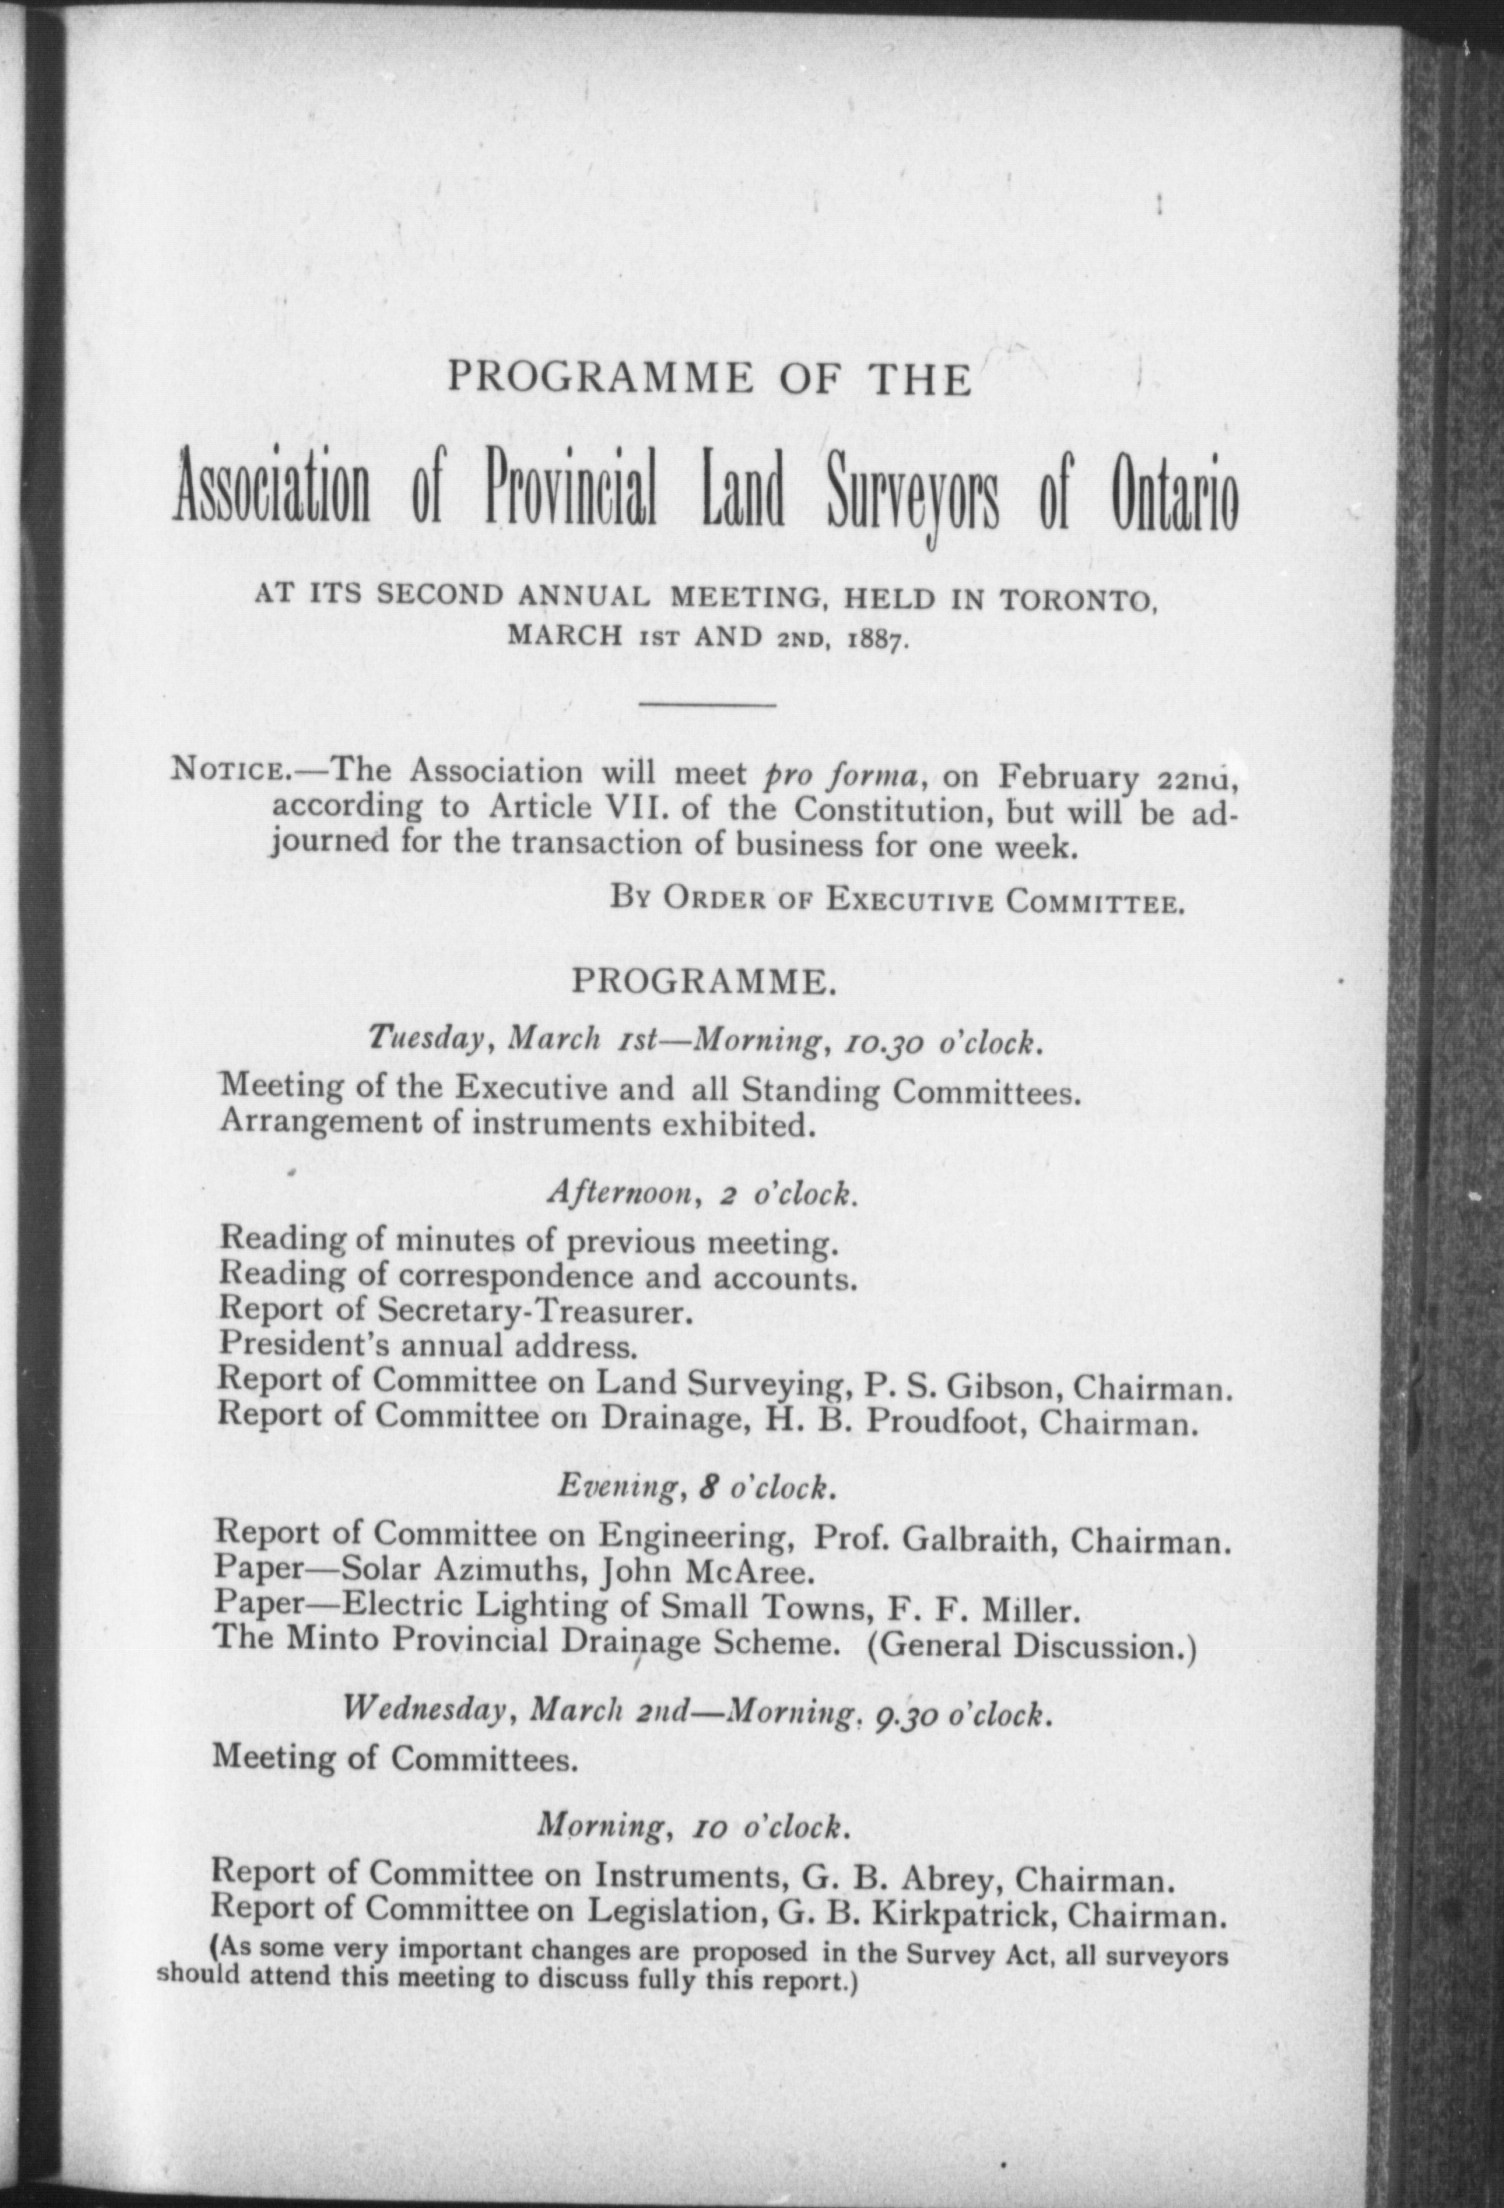 PROGRAMME OF THE
Association of Provincial Land Surveyors of Ontario
AT ITS SECOND ANNUAL MEETING, HELD IN TORONTO,
MARCH 1ST AND 2ND, 1887.
NOTICE.—The Association will meet pro forma, on February 22nd,
according to Article VII. of the Constitution, but will be ad-
journed for the transaction of business for one week.
BY ORDER OF EXECUTIVE COMMITTEE.
PROGRAMME.
Tuesday, March 1st—Morning, 10.30 o'clock.
Meeting of the Executive and all Standing Committees.
Arrangement of instruments exhibited.
Afternoon, 2 o'clock.
Reading of minutes of previous meeting.
Reading of correspondence and accounts.
Report of Secretary-Treasurer.
President's annual address.
Report of Committee on Land Surveying, P. S. Gibson, Chairman.
Report of Committee on Drainage, H. B. Proudfoot, Chairman.
Evening, 8 o'clock.
Report of Committee on Engineering, Prof. Galbraith, Chairman.
Paper—Solar Azimuths, John McAree.
Paper—Electric Lighting of Small Towns, F. F. Miller.
The Minto Provincial Drainage Scheme. (General Discussion.)
Wednesday, March 2nd—Morning, 9.30 o'clock.
Meeting of Committees.
Morning, 10 o'clock.
Report of Committee on Instruments, G. B. Abrey, Chairman.
Report of Committee on Legislation, G. B. Kirkpatrick, Chairman.
(As some very important changes are proposed in the Survey Act, all surveyors
should attend this meeting to discuss fully this report.)